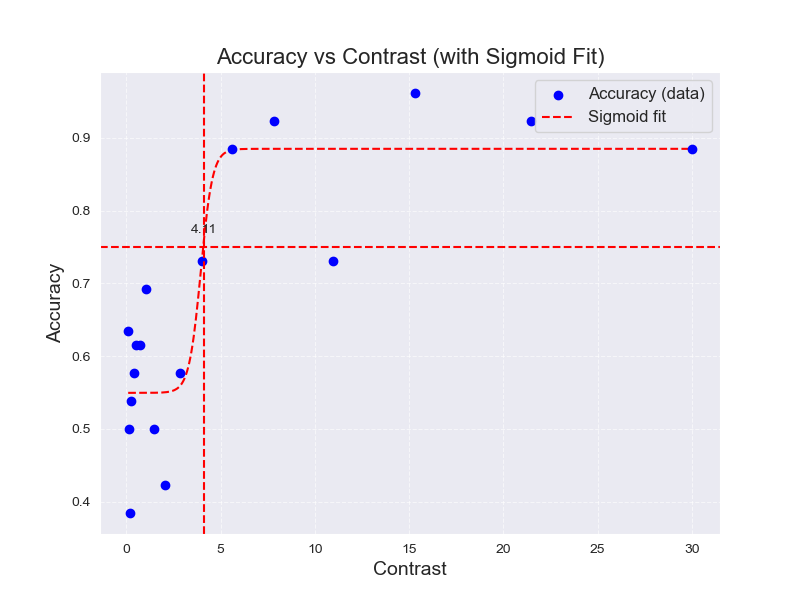 Accuracy vs Contrast (with Sigmoid Fit)
Accuracy (data)
Sigmoid fit
4.11
Accuracy
0.9
0.8
0.7
0.6
0.5
0.4
0 5 10 15 20 25 30
Contrast